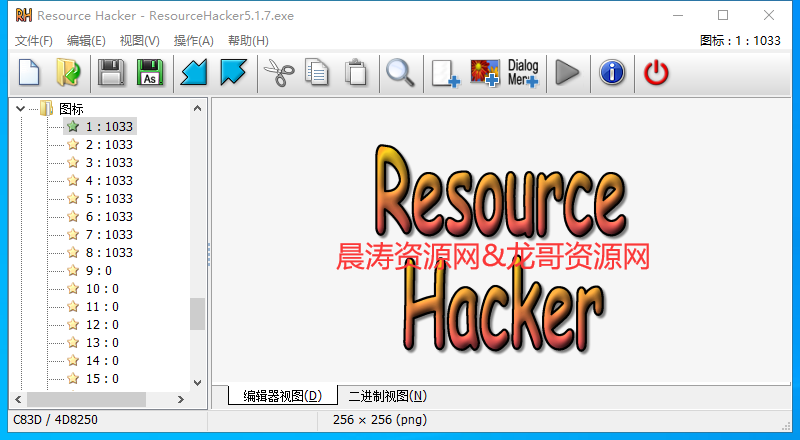 Resource Hacker - ResourceHacker5.1.7.exe
文件(F) 编辑(E) 视图(V) 操作(A) 帮助(H) 图标 : 1 : 1033
As
Dialog
Menu
图标
1 : 1033
2 : 1033
3 : 1033
4 : 1033
5 : 1033
6 : 1033
7 : 1033
8 : 1033
9 : 0
10 : 0
11 : 0
12 : 0
13 : 0
14 : 0
15 : 0
Resource
晨涛资源网&龙哥资源网
Hacker
编辑器视图(D) 二进制视图(N)
C83D / 4D8250 256 × 256 (png)